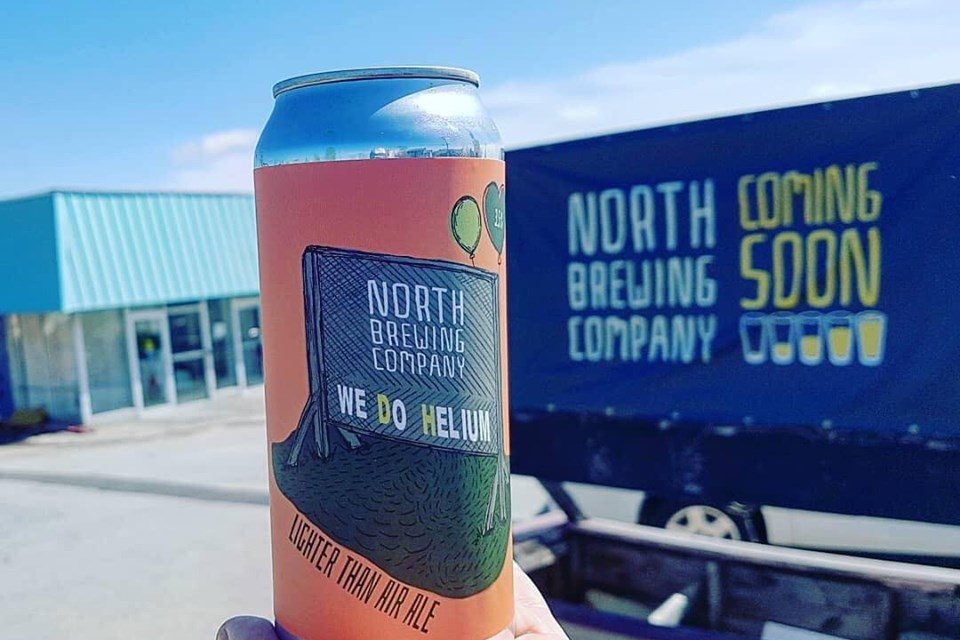 NORTH
BREWING
COMPANY
WE DO HELIUM
LIGHTER THAN AIR ALE
NORTH
BREWING
COMPANY
COMING
SOON